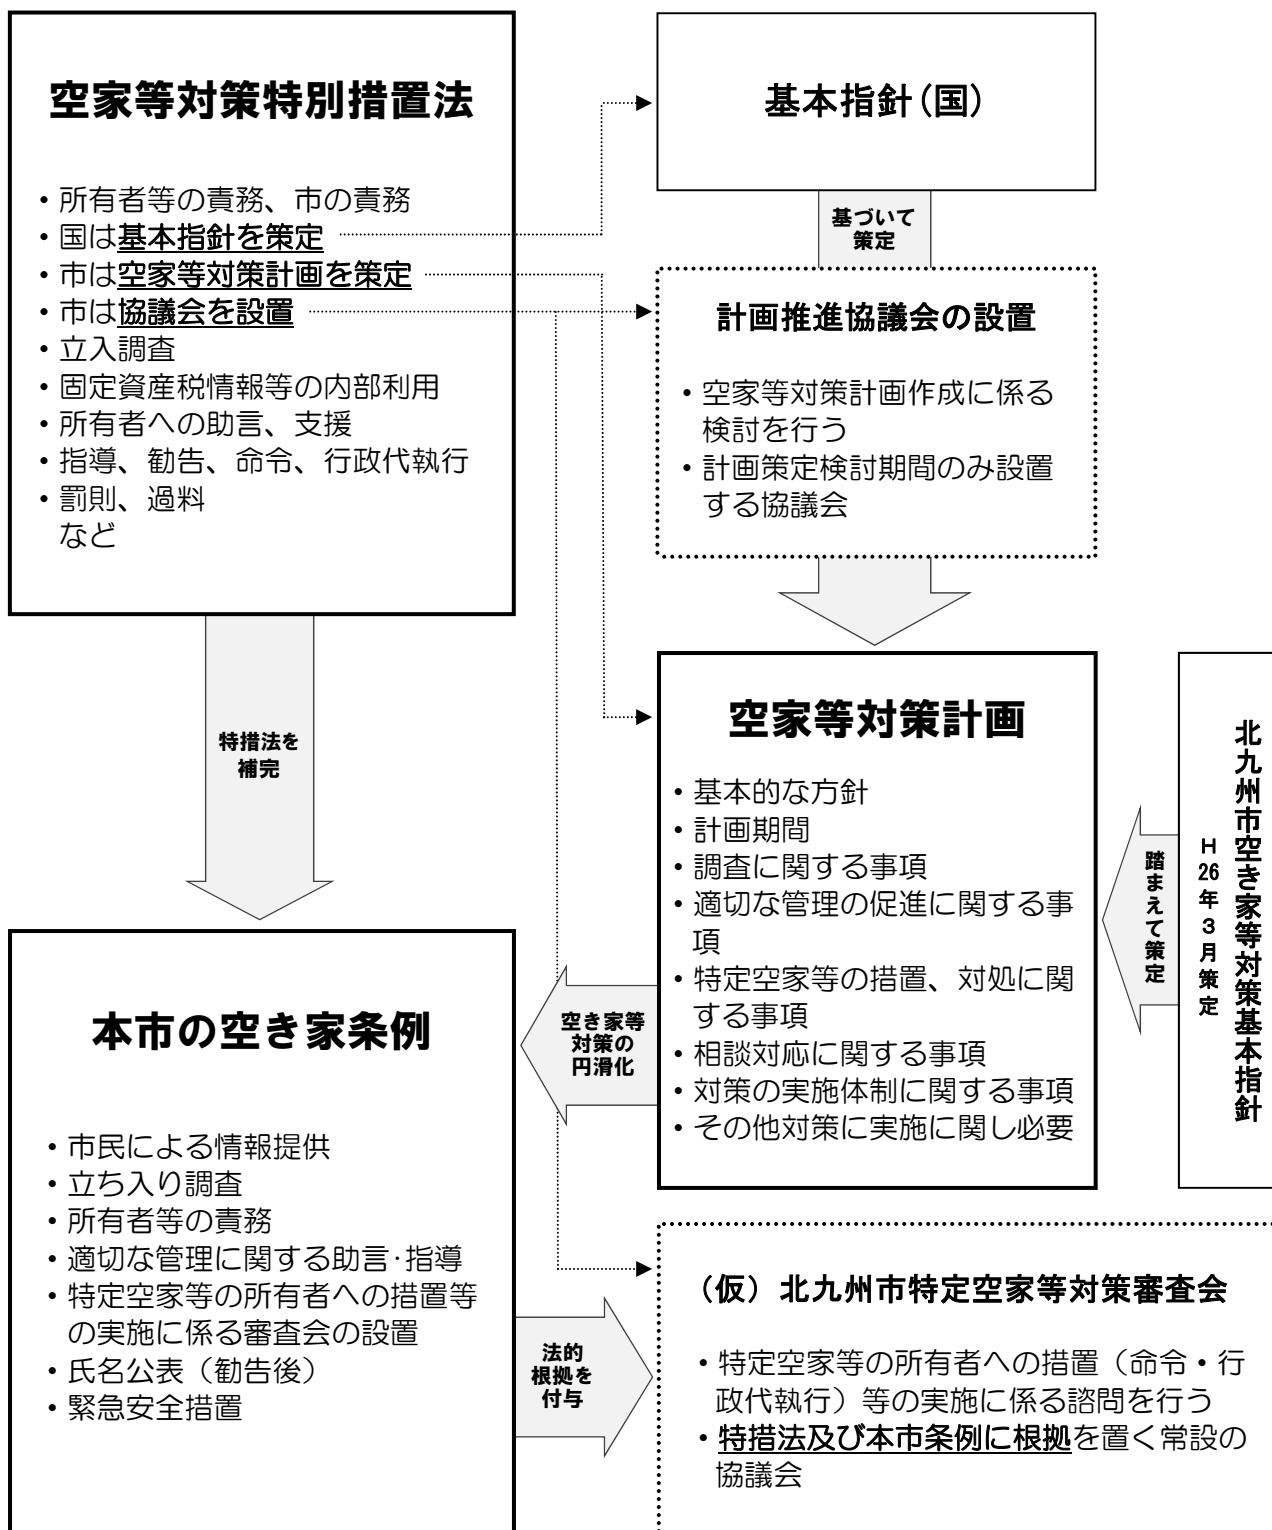 空家等対策特別措置法
・所有者等の責務、市の責務
・国は基本指針を策定
・市は空家等対策計画を策定
・市は協議会を設置
・立入調査
・固定資産税情報等の内部利用
・所有者への助言、支援
・指導、勧告、命令、行政代執行
・罰則、過料
など
基本指針(国)
基づいて
策定
計画推進協議会の設置
・空家等対策計画作成に係る
検討を行う
・計画策定検討期間のみ設置
する協議会
特措法を
補完
空家等対策計画
・基本的な方針
・計画期間
・調査に関する事項
・適切な管理の促進に関する事
項
・特定空家等の措置、対処に関
する事項
・相談対応に関する事項
・対策の実施体制に関する事項
・その他対策に実施に関し必要
踏まえて策定
北九州市空き家等対策基本指針
H26年3月策定
空き家等
対策の
円滑化
本市の空き家条例
・市民による情報提供
・立ち入り調査
・所有者等の責務
・適切な管理に関する助言・指導
・特定空家等の所有者への措置等
の実施に係る審査会の設置
・氏名公表（勧告後）
・緊急安全措置
法的
根拠を
付与
（仮）北九州市特定空家等対策審査会
・特定空家等の所有者への措置（命令・行
政代執行）等の実施に係る諮問を行う
・特措法及び本市条例に根拠を置く常設の
協議会